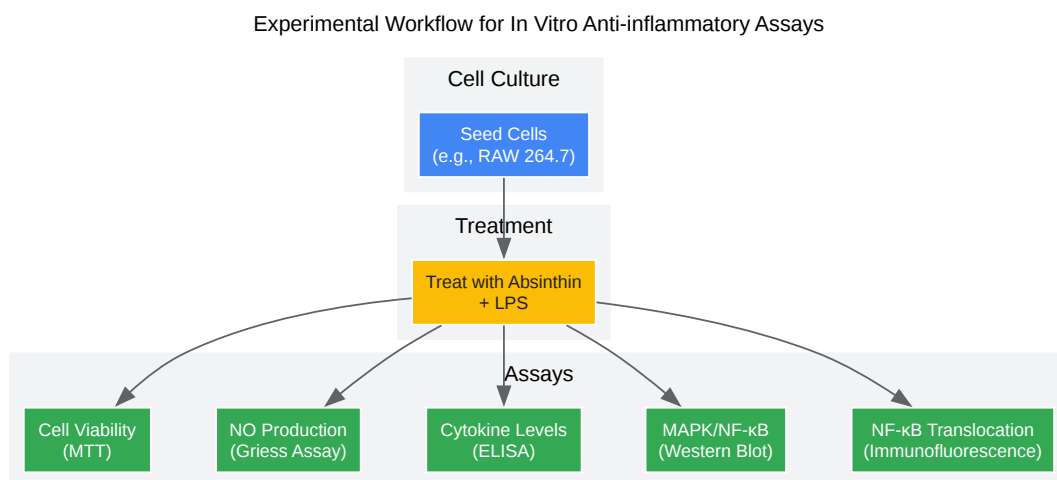 Experimental Workflow for In Vitro Anti-inflammatory Assays
Cell Culture
Seed Cells
(e.g., RAW 264.7)
Treatment
Treat with Absinthin
+ LPS
Assays
Cell Viability
(MTT)
NO Production
(Griess Assay)
Cytokine Levels
(ELISA)
MAPK/NF-κB
(Western Blot)
NF-κB Translocation
(Immunofluorescence)